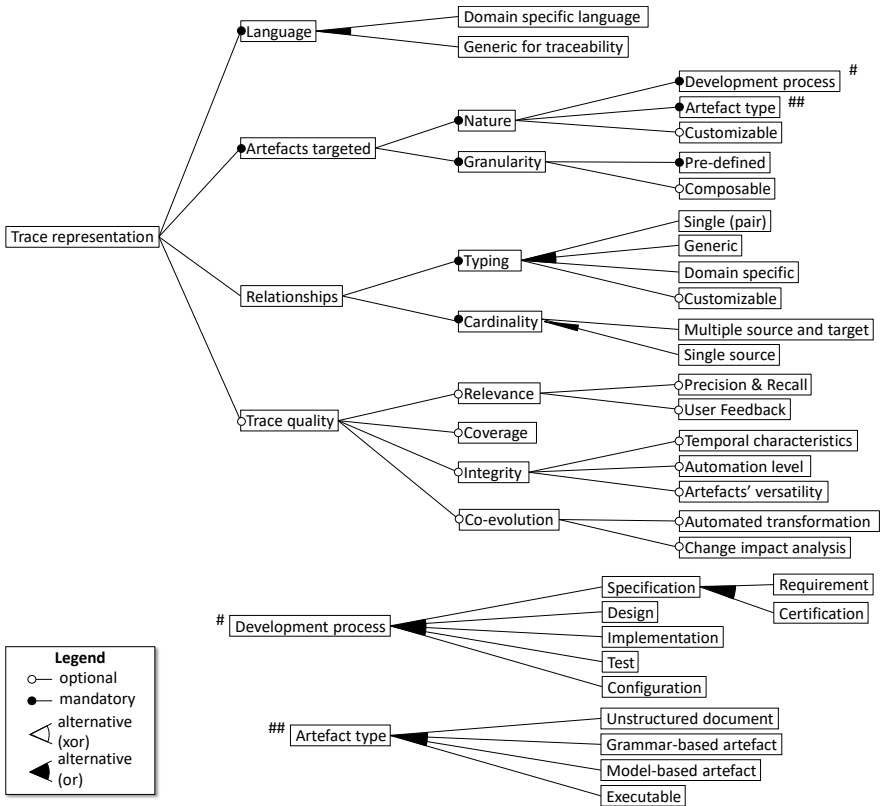 Trace representation
Language
Domain specific language
Generic for traceability
Artefacts targeted
Nature
Development process #
Artefact type ##
Customizable
Granularity
Pre-defined
Composable
Relationships
Typing
Single (pair)
Generic
Domain specific
Customizable
Cardinality
Multiple source and target
Single source
Trace quality
Relevance
Precision & Recall
User Feedback
Coverage
Integrity
Temporal characteristics
Automation level
Artefacts’ versatility
Co-evolution
Automated transformation
Change impact analysis
# Development process
Specification
Requirement
Certification
Design
Implementation
Test
Configuration
## Artefact type
Unstructured document
Grammar-based artefact
Model-based artefact
Executable
Legend
optional
mandatory
alternative
(xor)
alternative
(or)